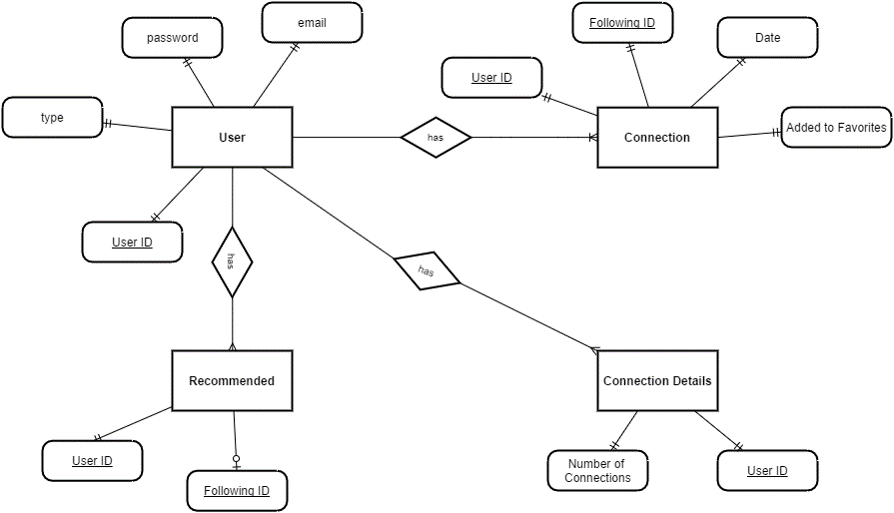 email
Following ID
password
Date
User ID
type
Added to Favorites
User
has
Connection
User ID
has
has
Recommended
Connection Details
User ID
Number of
Connections
User ID
Following ID